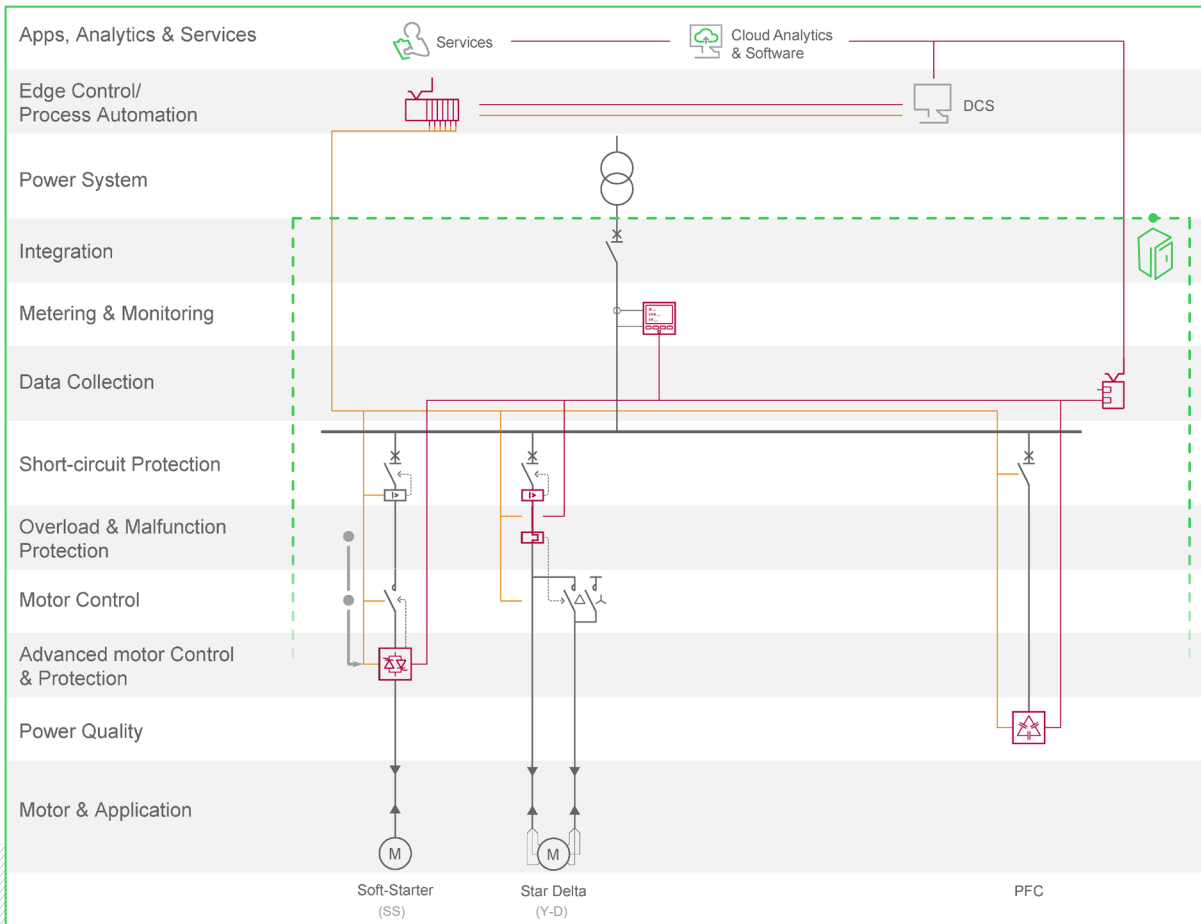 Apps, Analytics & Services
Services
Cloud Analytics
& Software
Edge Control/
Process Automation
DCS
Power System
Integration
Metering & Monitoring
Data Collection
Short-circuit Protection
I>
I>
Overload & Malfunction
Protection
Motor Control
Advanced motor Control
& Protection
Power Quality
Motor & Application
M
M
Soft-Starter
(SS)
Star Delta
(Y-D)
PFC